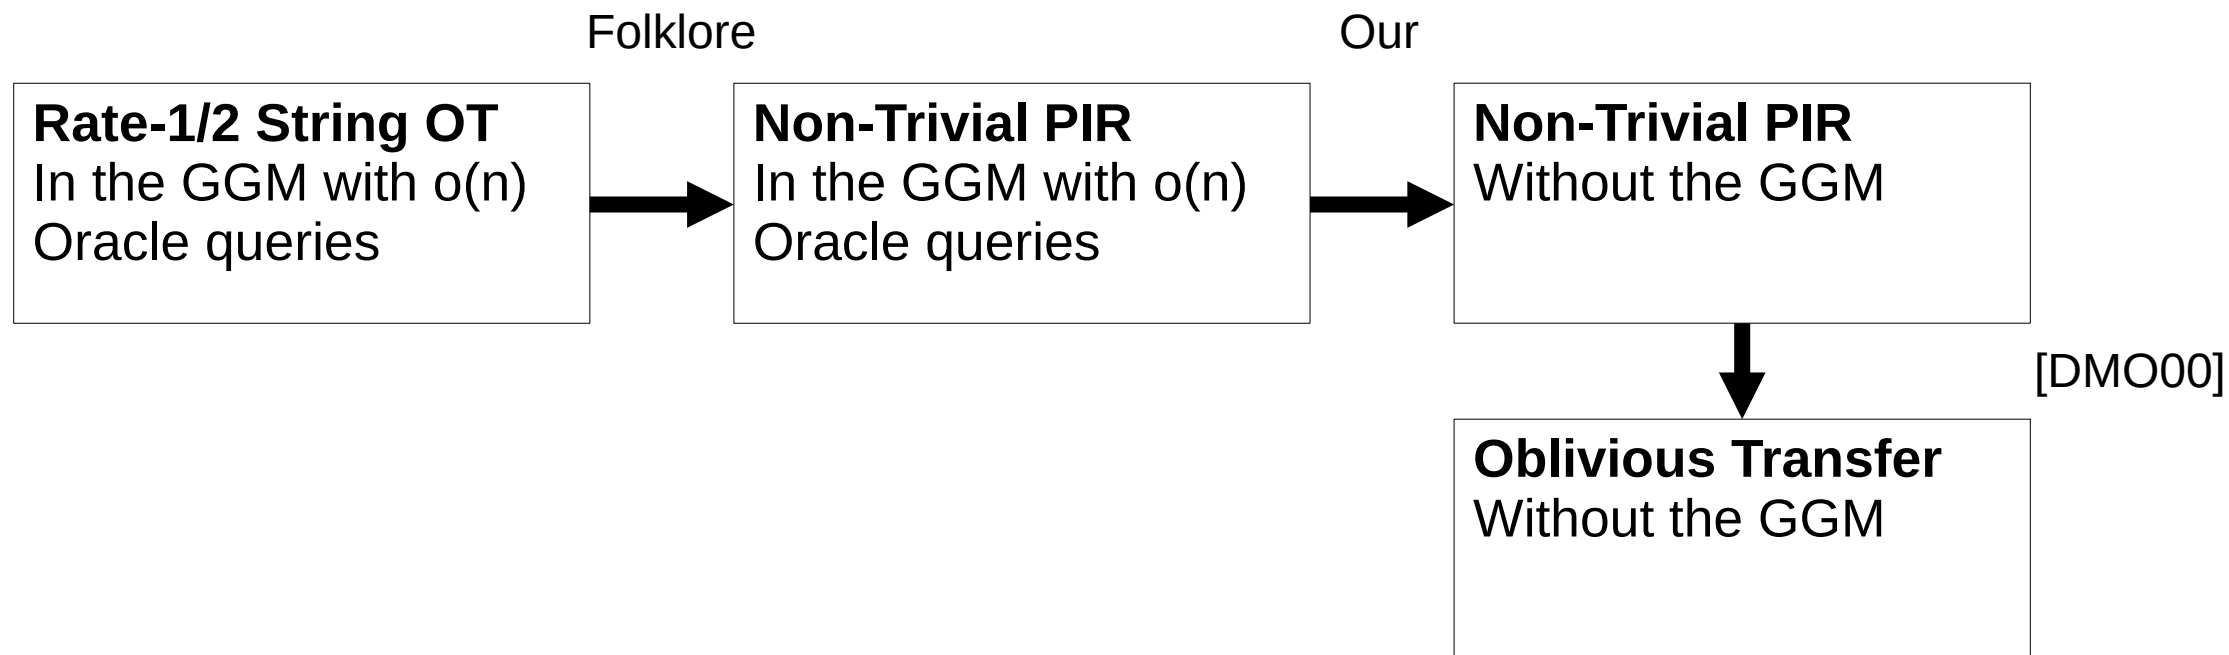 Folklore
Our
Rate-1/2 String OT
In the GGM with o(n)
Oracle queries
Non-Trivial PIR
In the GGM with o(n)
Oracle queries
Non-Trivial PIR
Without the GGM
[DMO00]
Oblivious Transfer
Without the GGM